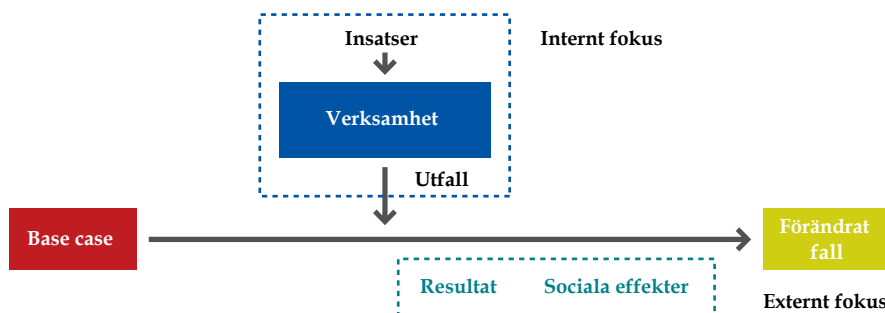 Insatser
Internt fokus
Verksamhet
Utfall
Base case
Förändrat
fall
Resultat
Sociala effekter
Externt fokus